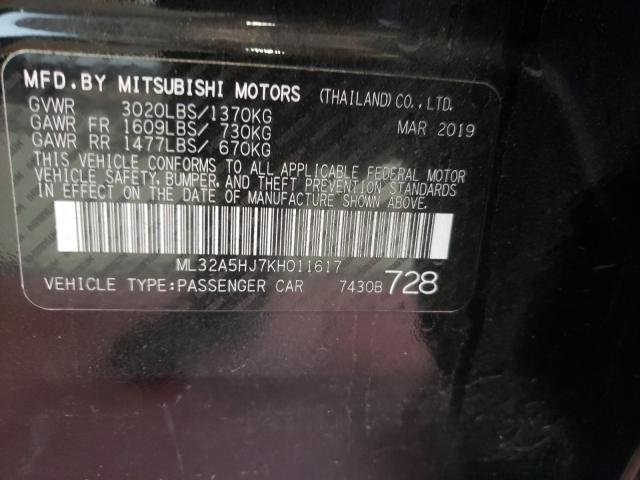 MFD.BY MITSUBISHI MOTORS (THAILAND) CO., LTD.
GVWR 3020LBS/1370KG MAR 2019
GAWR FR 1609LBS/ 730KG
GAWR RR 1477LBS/ 670KG
THIS VEHICLE CONFORMS TO ALL APPLICABLE FEDERAL MOTOR
VEHICLE SAFETY, BUMPER, AND THEFT PREVENTION STANDARDS
IN EFFECT ON THE DATE OF MANUFACTURE SHOWN ABOVE.
ML32A5HJ7KH011617
VEHICLE TYPE:PASSENGER CAR 7430B 728